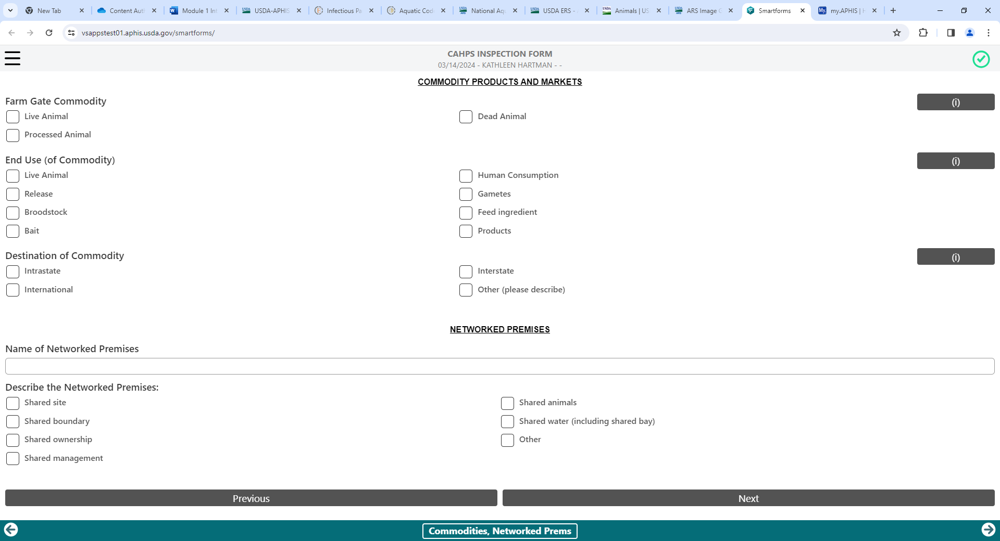 New Tab
Content Aut
Module 1 Int
USDA-APHIS
Infectious Pa
Aquatic Cod
National Aqu
USDA ERS -
Animals | US
ARS Image G
Smartforms
my.APHIS | H
vsappstest01.aphis.usda.gov/smartforms/
CAHPS INSPECTION FORM
03/14/2024 - KATHLEEN HARTMAN - -
COMMODITY PRODUCTS AND MARKETS
Farm Gate Commodity
(i)
Live Animal
Dead Animal
Processed Animal
End Use (of Commodity)
(i)
Live Animal
Human Consumption
Release
Gametes
Broodstock
Feed ingredient
Bait
Products
Destination of Commodity
(i)
Intrastate
Interstate
International
Other (please describe)
NETWORKED PREMISES
Name of Networked Premises
Describe the Networked Premises:
Shared site
Shared animals
Shared boundary
Shared water (including shared bay)
Shared ownership
Other
Shared management
Previous
Next
Commodities, Networked Prems